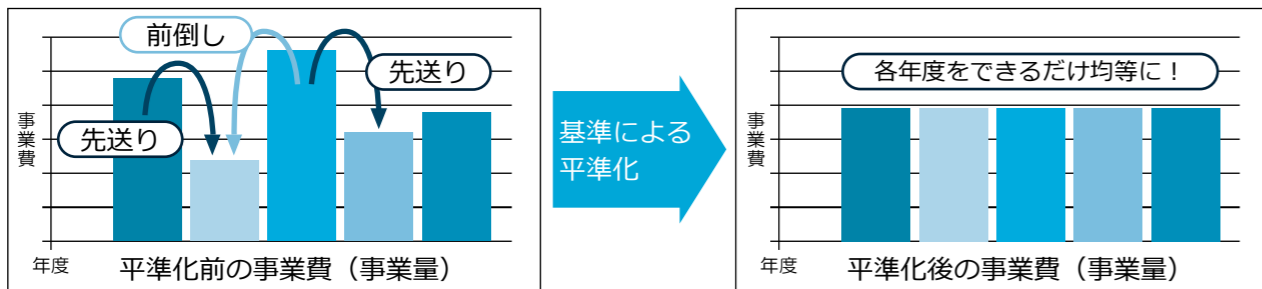 前倒し
先送り
先送り
事業費
年度
平準化前の事業費（事業量）
基準による
平準化
各年度をできるだけ均等に！
事業費
年度
平準化後の事業費（事業量）